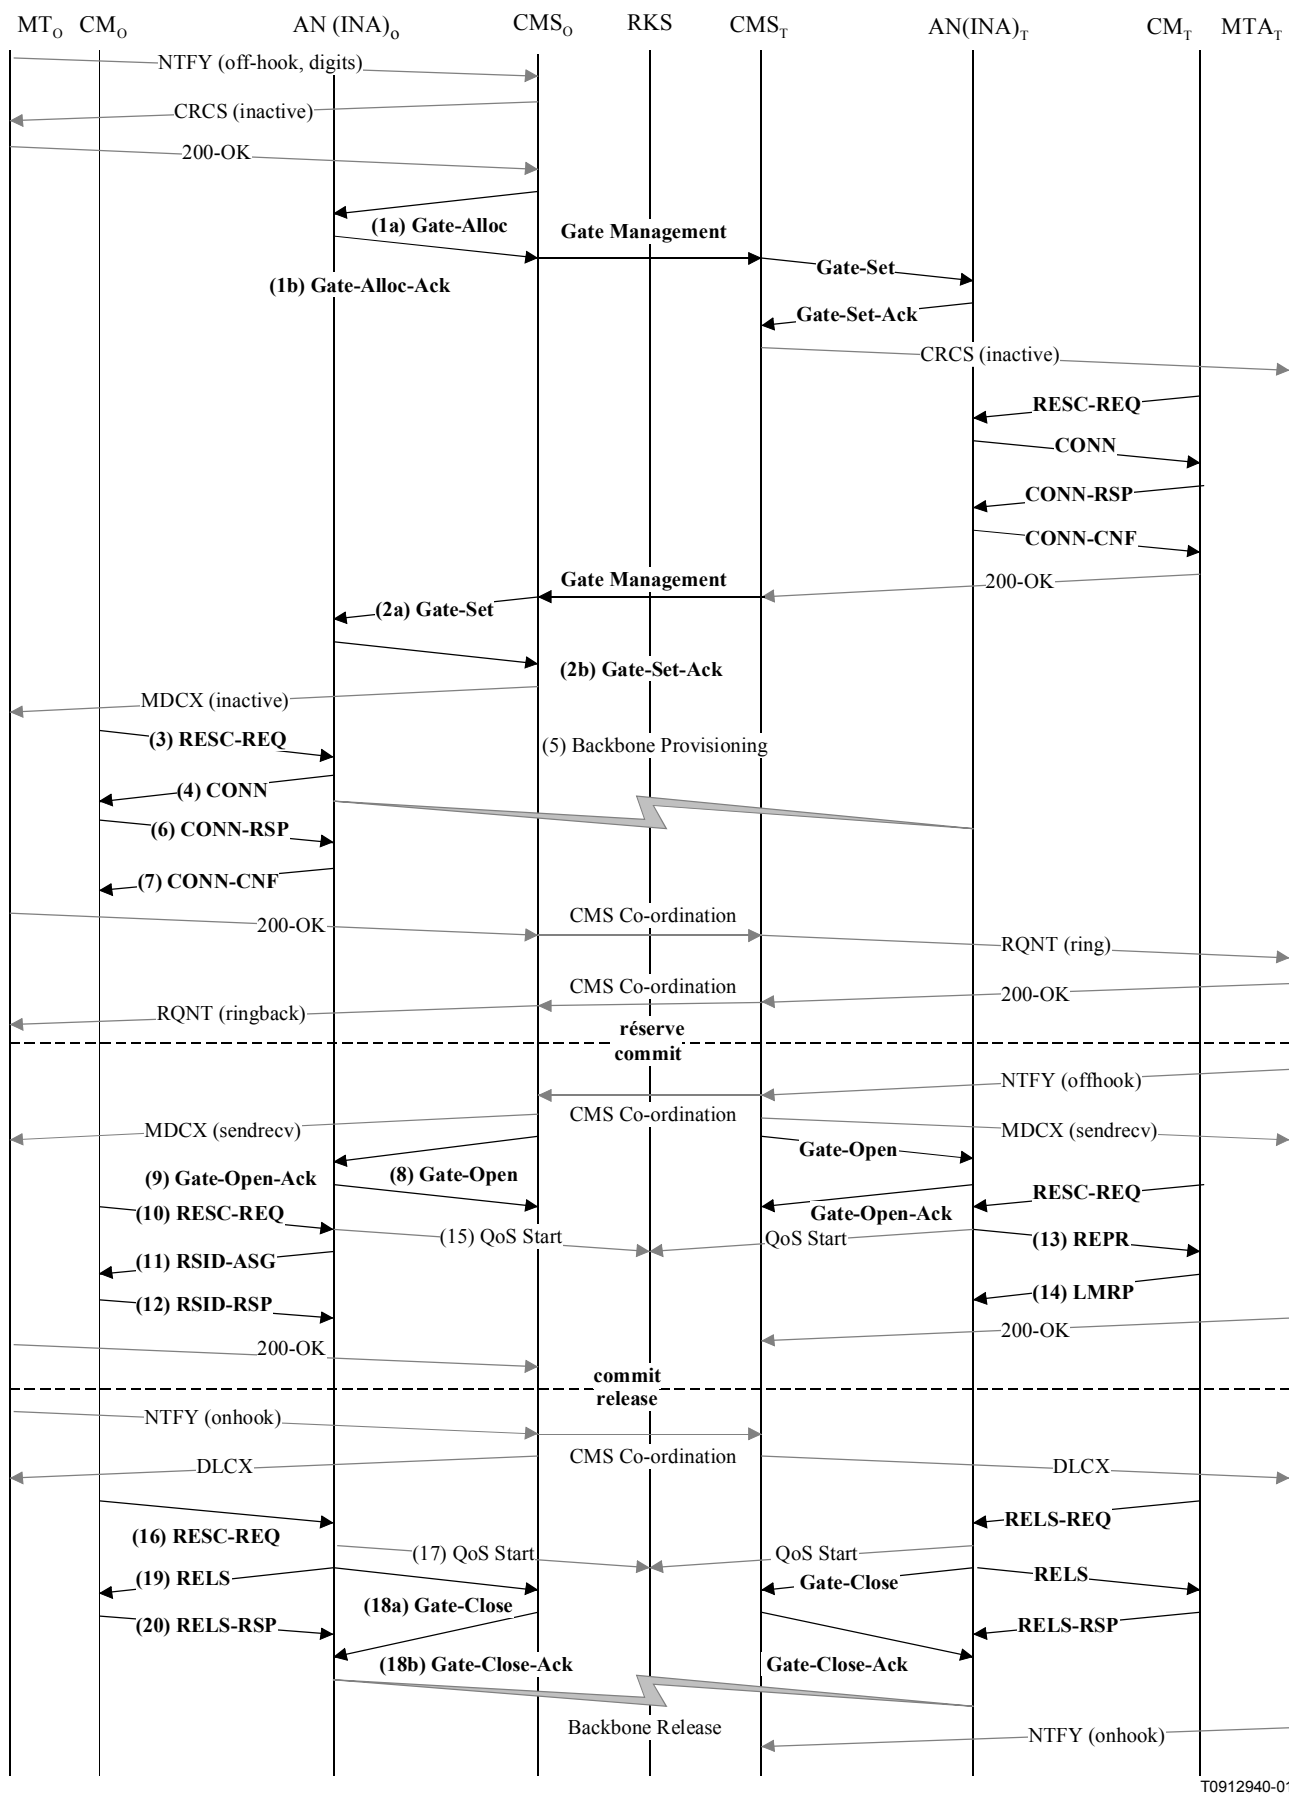 MT_O CM_O AN (INA)_o CMS_O RKS CMS_T AN(INA)_T CM_T MTA_T
NTFY (off-hook, digits)
CRCS (inactive)
200-OK
(1a) Gate-Alloc
Gate Management
Gate-Set
(1b) Gate-Alloc-Ack
Gate-Set-Ack
CRCS (inactive)
RESC-REQ
CONN
CONN-RSP
CONN-CNF
Gate Management
200-OK
(2a) Gate-Set
(2b) Gate-Set-Ack
MDCX (inactive)
(3) RESC-REQ
(5) Backbone Provisioning
(4) CONN
(6) CONN-RSP
(7) CONN-CNF
200-OK
CMS Co-ordination
RQNT (ring)
CMS Co-ordination
200-OK
RQNT (ringback)
réserve
commit
NTFY (offhook)
CMS Co-ordination
MDCX (sendrecv)
MDCX (sendrecv)
Gate-Open
(9) Gate-Open-Ack
(8) Gate-Open
RESC-REQ
(10) RESC-REQ
Gate-Open-Ack
(15) QoS Start
QoS Start
(13) REPR
(11) RSID-ASG
(14) LMRP
(12) RSID-RSP
200-OK
200-OK
commit
release
NTFY (onhook)
CMS Co-ordination
DLCX
DLCX
RELS-REQ
(16) RESC-REQ
(17) QoS Start
QoS Start
(19) RELS
Gate-Close
RELS
(18a) Gate-Close
(20) RELS-RSP
RELS-RSP
(18b) Gate-Close-Ack
Gate-Close-Ack
Backbone Release
NTFY (onhook)
T0912940-01